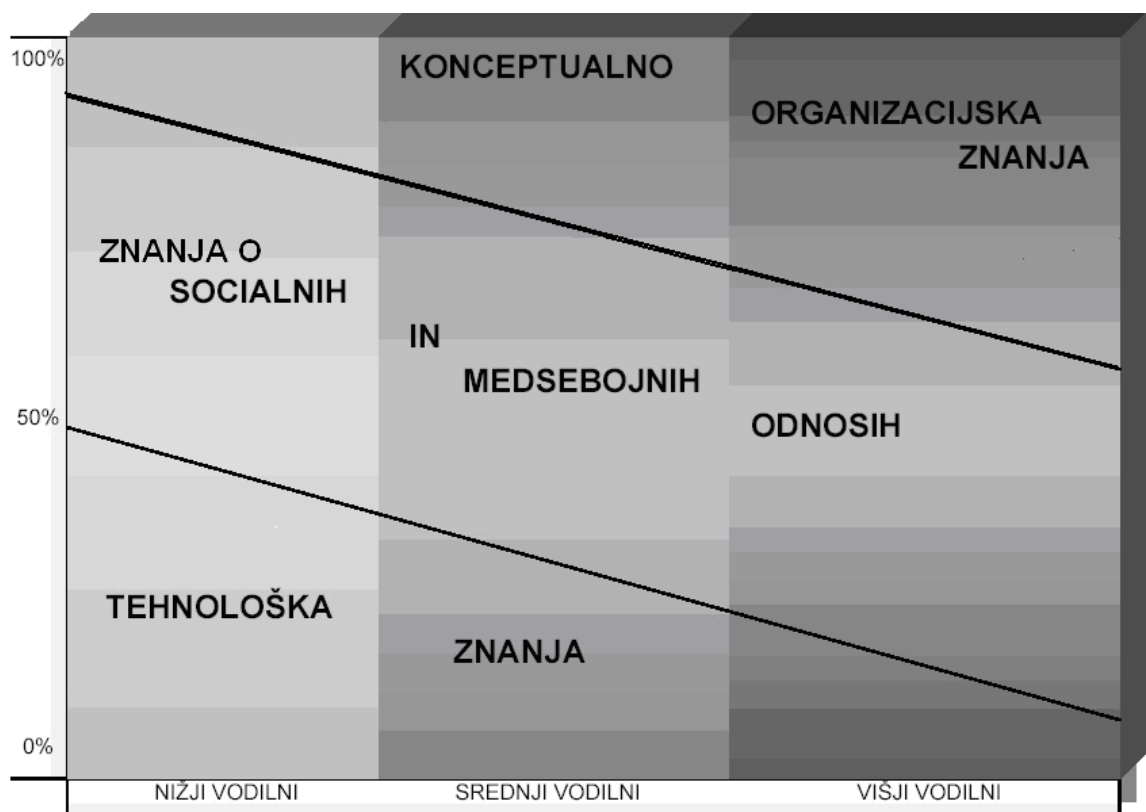 100%
KONCEPTUALNO
ORGANIZACIJSKA
ZNANJA
ZNANJA O
SOCIALNIH
IN
MEDSEBOJNIH
50%
ODNOSIH
TEHNOLOŠKA
ZNANJA
0%
NIŽJI VODILNI
SREDNJI VODILNI
VIŠJI VODILNI